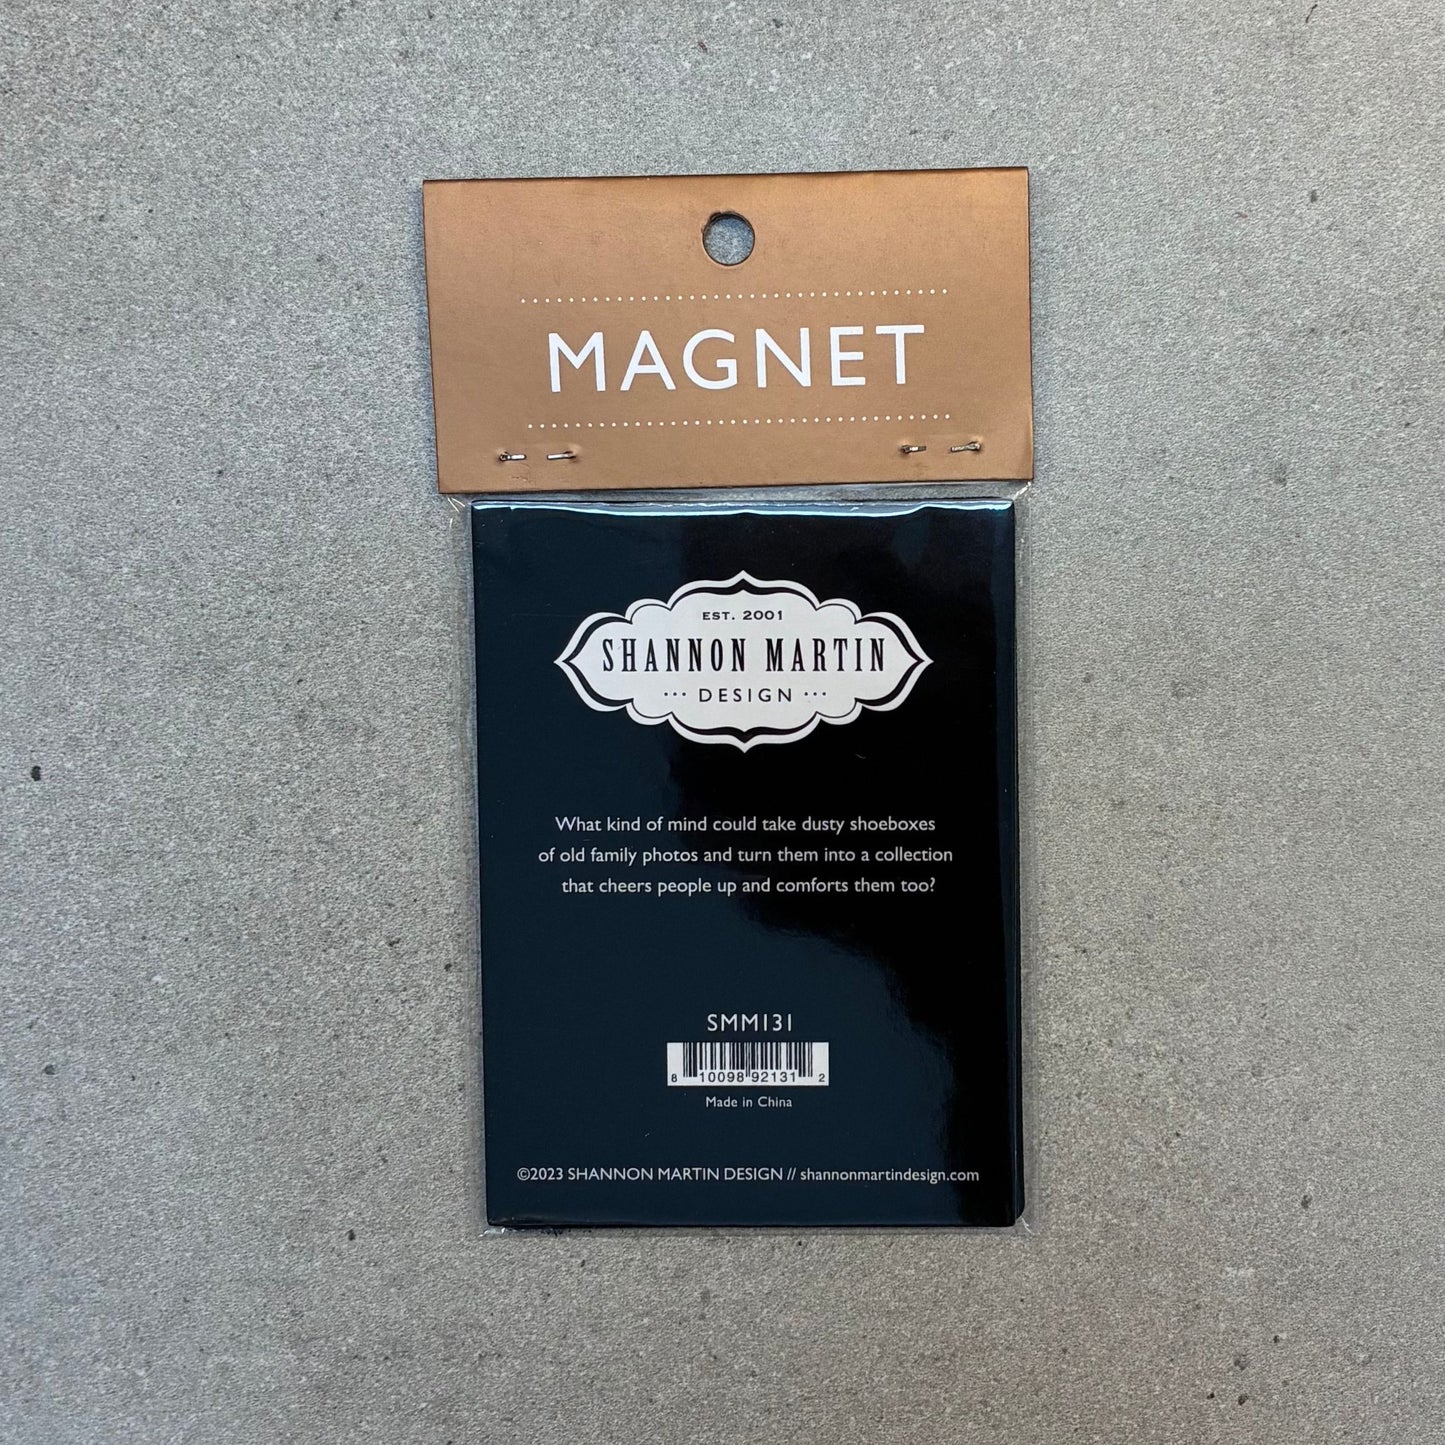 MAGNET
EST. 2001
SHANNON MARTIN
··· DESIGN ···
What kind of mind could take dusty shoeboxes
of old family photos and turn them into a collection
that cheers people up and comforts them too?
SMM131
8 10098 92131 2
Made in China
©2023 SHANNON MARTIN DESIGN // shannonmartindesign.com